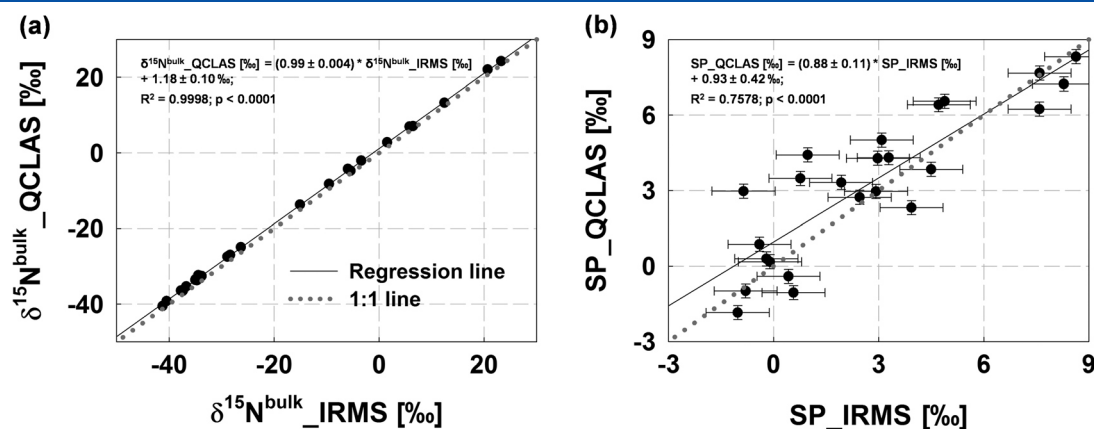 (a)
δ¹⁵Nᵇᵘˡᵏ_QCLAS [‰] = (0.99 ± 0.004) * δ¹⁵Nᵇᵘˡᵏ_IRMS [‰]
+ 1.18 ± 0.10 ‰;
R² = 0.9998; p < 0.0001
20
0
-20
-40
δ¹⁵Nᵇᵘˡᵏ_QCLAS [‰]
Regression line
1:1 line
-40 -20 0 20
δ¹⁵Nᵇᵘˡᵏ_IRMS [‰]
(b)
SP_QCLAS [‰] = (0.88 ± 0.11) * SP_IRMS [‰]
+ 0.93 ± 0.42 ‰;
R² = 0.7578; p < 0.0001
9
6
3
0
-3
SP_QCLAS [‰]
-3 0 3 6 9
SP_IRMS [‰]